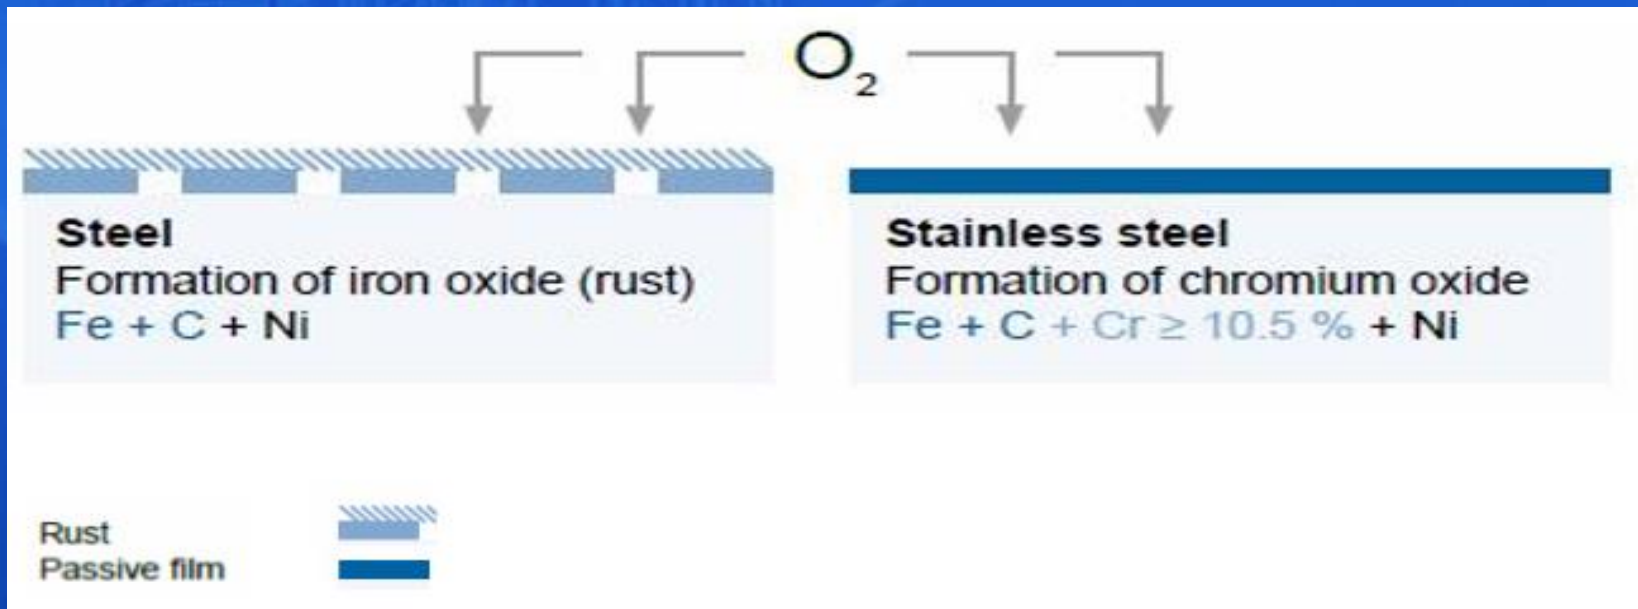 O₂
Steel
Formation of iron oxide (rust)
Fe + C + Ni
Stainless steel
Formation of chromium oxide
Fe + C + Cr ≥ 10.5 % + Ni
Rust
Passive film